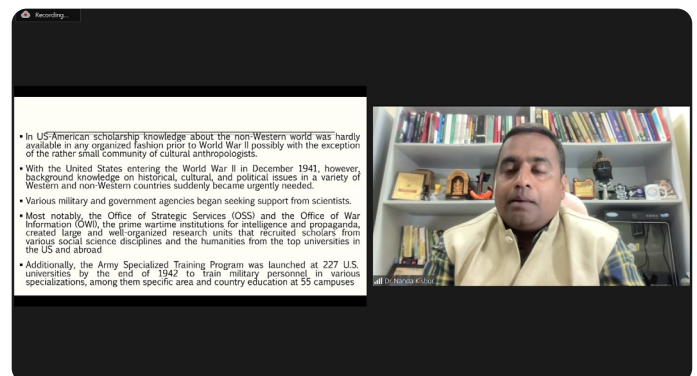 Recording...
▪ In US-American scholarship knowledge about the non-Western world was hardly
available in any organized fashion prior to World War II possibly with the exception
of the rather small community of cultural anthropologists.
▪ With the United States entering the World War II in December 1941, however,
background knowledge on historical, cultural, and political issues in a variety of
Western and non-Western countries suddenly became urgently needed.
▪ Various military and government agencies began seeking support from scientists.
▪ Most notably, the Office of Strategic Services (OSS) and the Office of War
Information (OWI), the prime wartime institutions for intelligence and propaganda,
created large and well-organized research units that recruited scholars from
various social science disciplines and the humanities from the top universities in
the US and abroad
▪ Additionally, the Army Specialized Training Program was launched at 227 U.S.
universities by the end of 1942 to train military personnel in various
specializations, among them specific area and country education at 55 campuses
Dr Nanda Kishor